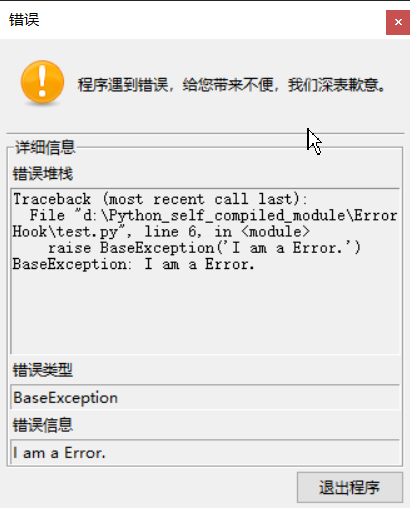 错误
程序遇到错误，给您带来不便，我们深表歉意。
详细信息
错误堆栈
Traceback (most recent call last):
  File "d:\Python_self_compiled_module\Error
Hook\test.py", line 6, in <module>
    raise BaseException('I am a Error.')
BaseException: I am a Error.
错误类型
BaseException
错误信息
I am a Error.
退出程序